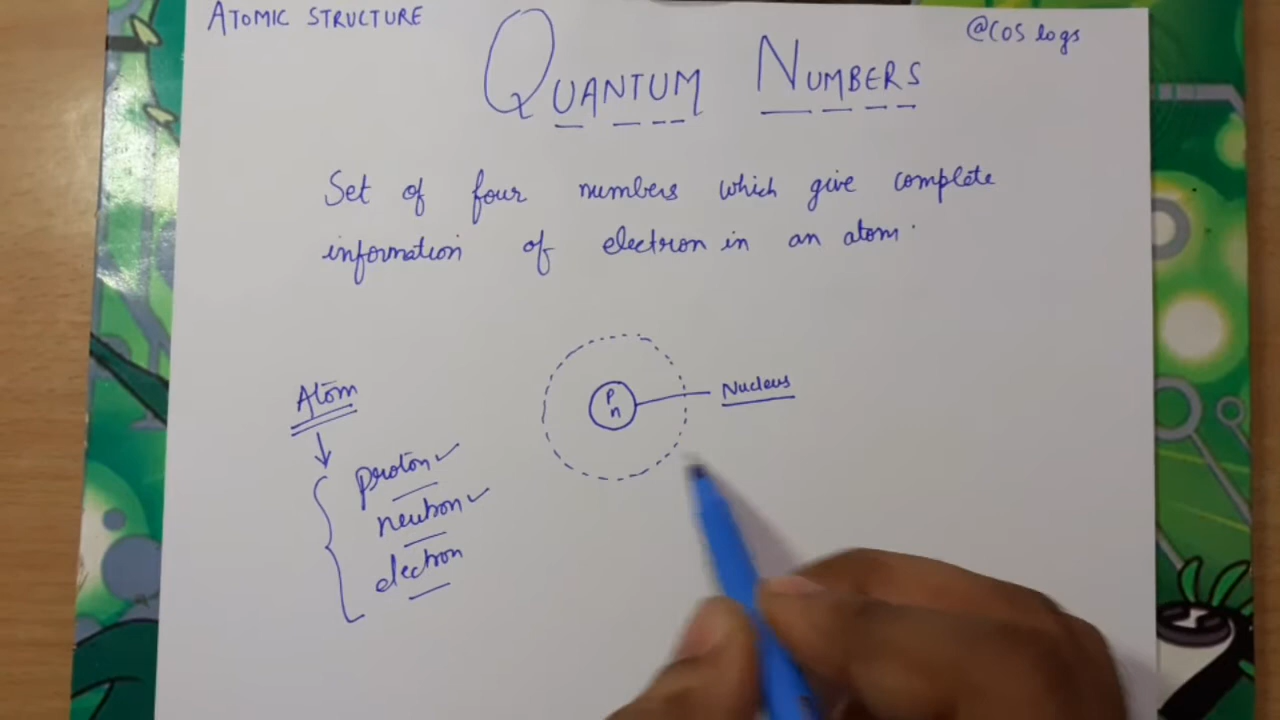 ATOMIC STRUCTURE
@COS logs
QUANTUM NUMBERS
Set of four numbers which give complete
information of electron in an atom.
Atom
proton
neutron
electron
P
n
Nucleus